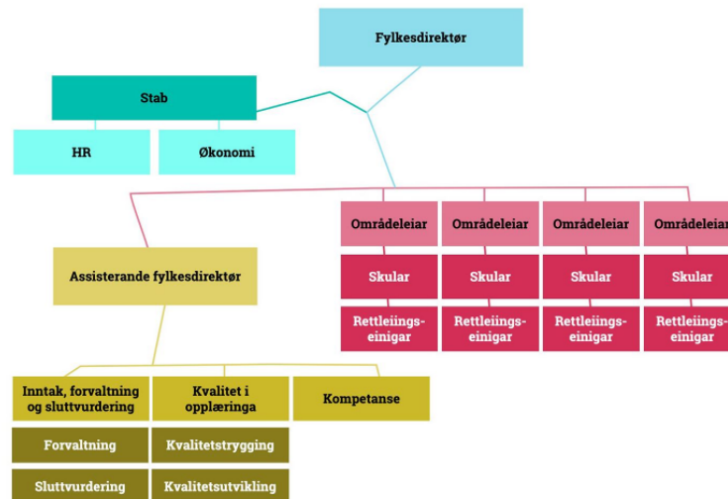 Fylkesdirektør
Stab
HR
Økonomi
Områdeleiar
Områdeleiar
Områdeleiar
Områdeleiar
Skular
Skular
Skular
Skular
Rettleiings-
einigar
Rettleiings-
einigar
Rettleiings-
einigar
Rettleiings-
einigar
Assisterande fylkesdirektør
Inntak, forvaltning
og sluttvurdering
Kvalitet i
opplæringa
Kompetanse
Forvaltning
Kvalitetstrygging
Sluttvurdering
Kvalitetsutvikling